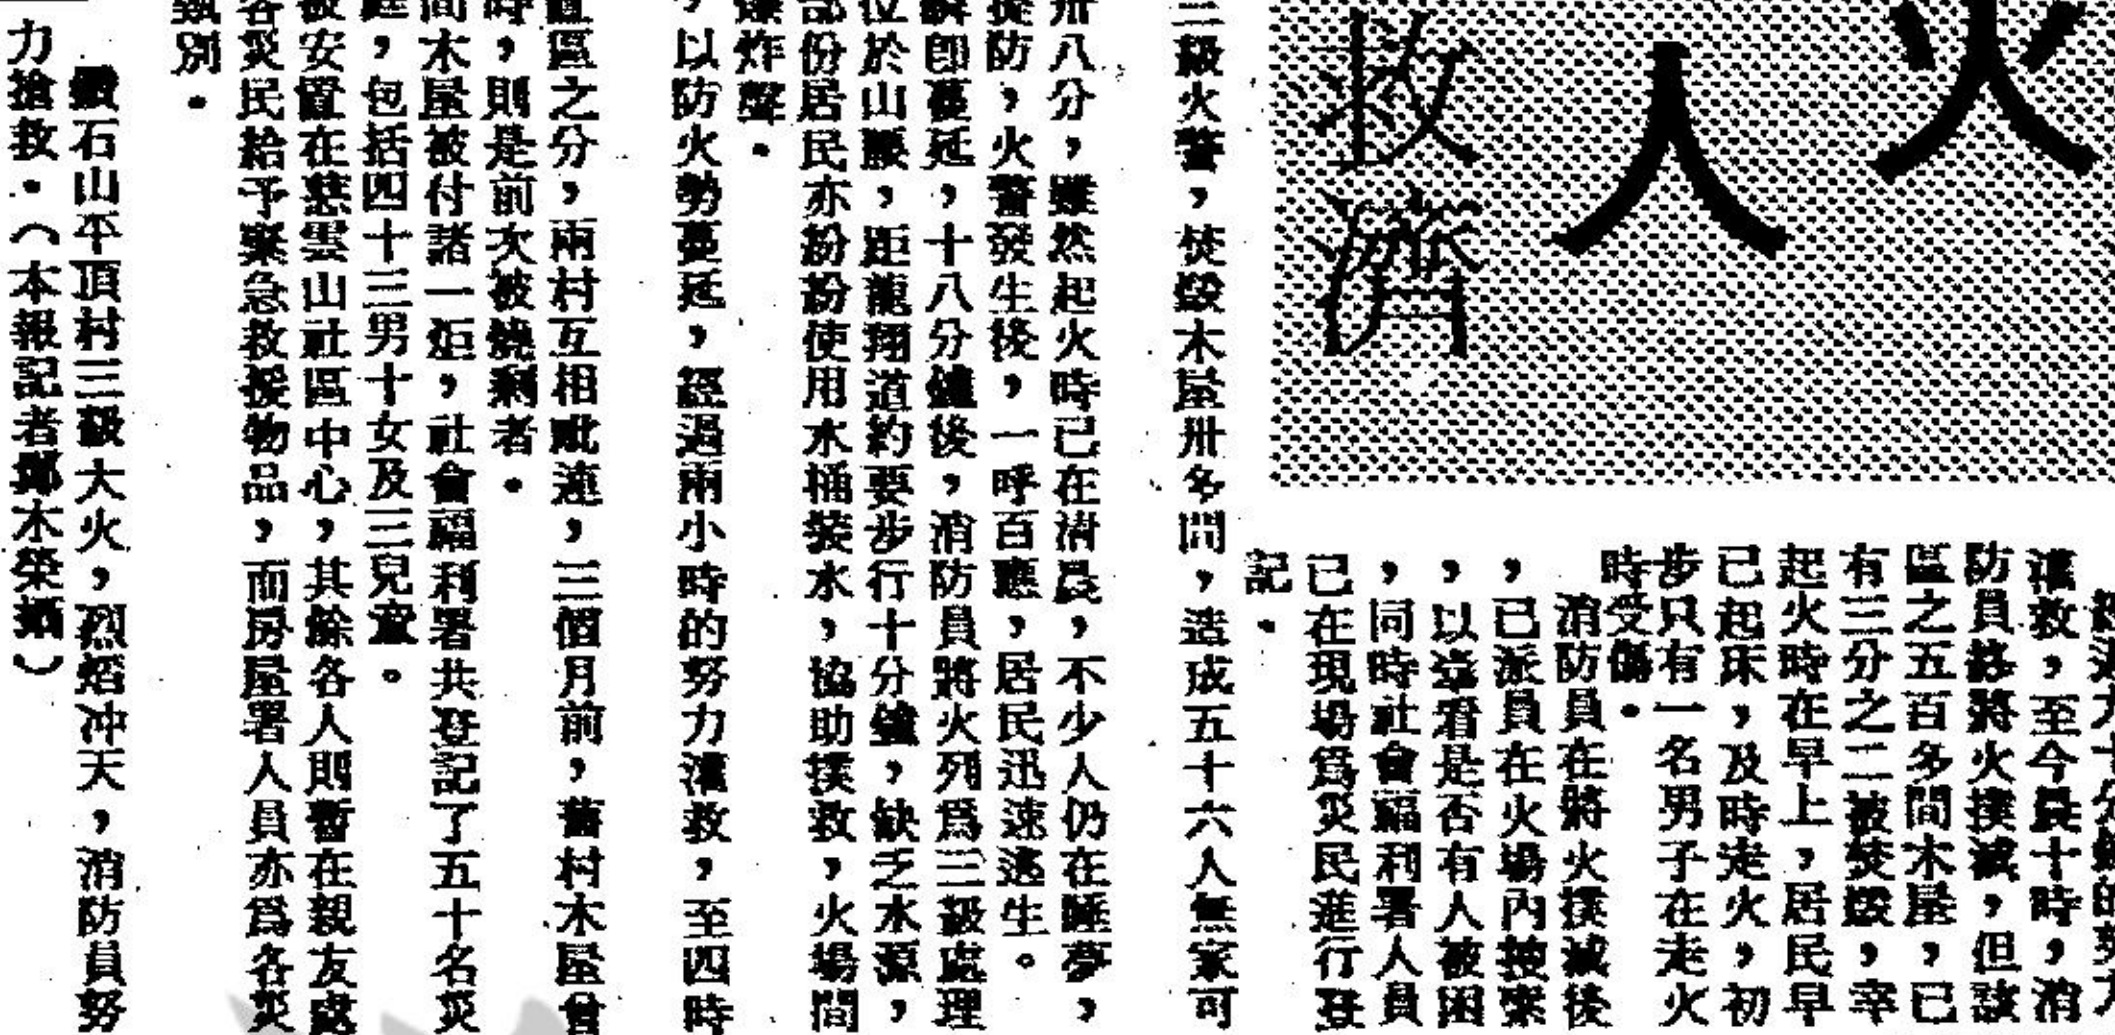 火
人
救濟
灌救，至今晨十時，消
防員終將火撲滅，但該
區之五百多間木屋，已
有三分之二被焚毀，幸
起火時在早上，居民早
已起床，及時走火，初
步只有一名男子在走火
時受傷。
消防員在將火撲滅後
，已派員在火場內搜索
，以察看是否有人被困
，同時社會福利署人員
已在現場爲災民進行登
記。
三級火警，焚毀木屋卅多間，造成五十六人無家可
卅八分，雖然起火時已在清晨，不少人仍在睡夢，
提防，火警發生後，一呼百應，居民迅速逃生。
瞬即蔓延，十八分鐘後，消防員將火列爲三級處理
位於山腰，距龍翔道約要步行十分鐘，缺乏水源，
部份居民亦紛紛使用水桶裝水，協助撲救，火場間
爆炸聲。
，以防火勢蔓延，經過兩小時的努力灌救，至四時
置區之分，兩村互相毗連，三個月前，舊村木屋曾
時，則是前次被燒剩者。
間木屋被付諸一炬，社會福利署共登記了五十名災
庭，包括四十三男十女及三兒童。
被安置在慈雲山社區中心，其餘各人則暫在親友處
各災民給予緊急救援物品，而房屋署人員亦爲各災
甄別。
鑽石山平頂村三級大火，烈熖冲天，消防員努
力搶救。（本報記者鄭木榮攝）